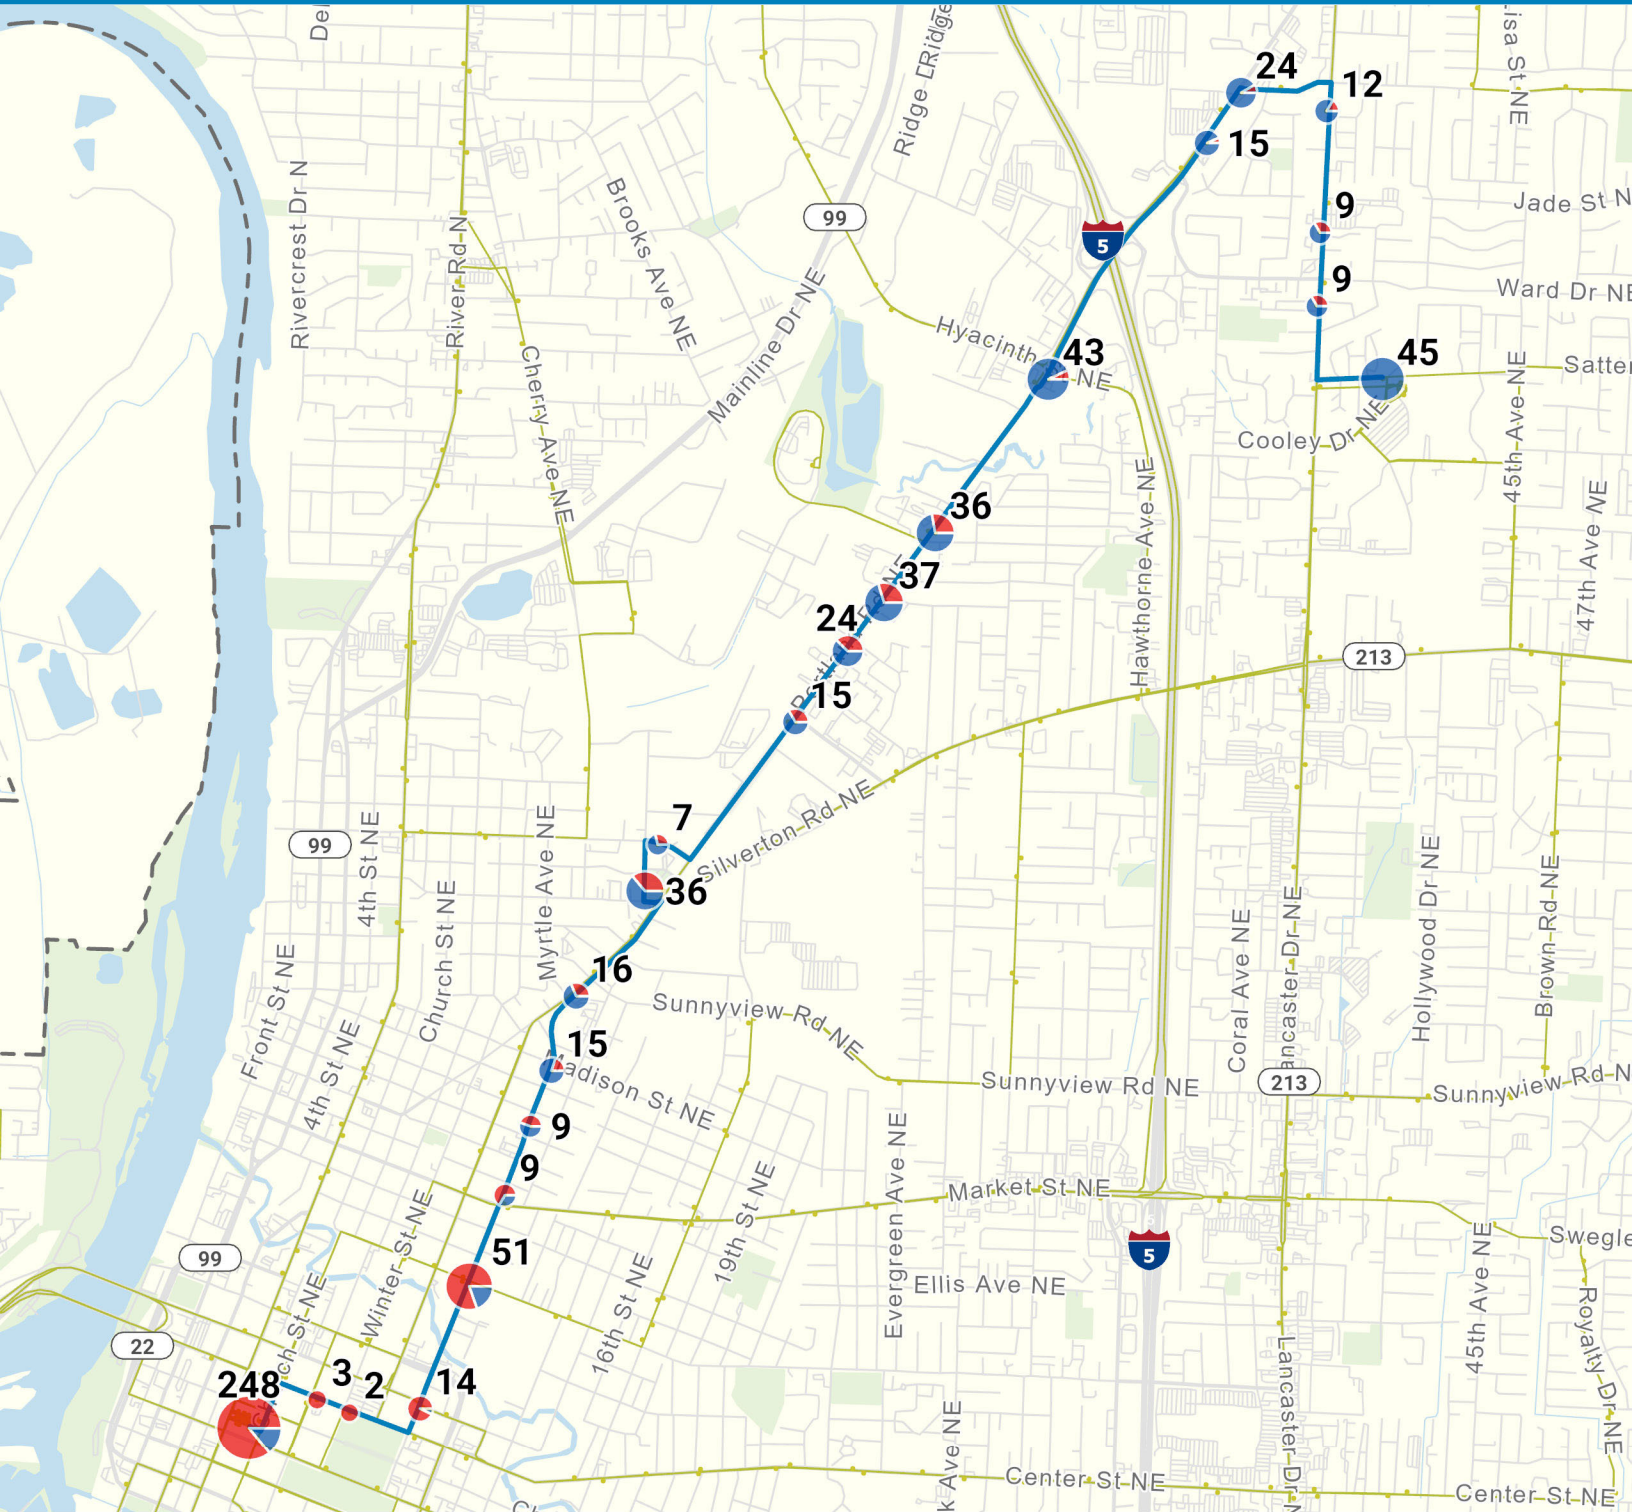 24
12
15
Ridge
Jade St N
99
Rivercrest Dr N
River Rd N
Brooks Ave NE
5
9
9
Ward Dr NE
Mainline Dr NE
Hyacinth
NE
43
45
Satter
Cherry Ave NE
Cooley Dr NE
45th Ave NE
47th Ave NE
Hawthorne Ave NE
36
37
24
15
213
7
Silverton Rd NE
99
4th St NE
Myrtle Ave NE
Church St NE
36
16
Sunnyview Rd NE
Front St NE
4th St NE
15
Madison St NE
Coral Ave NE
Lancaster Dr NE
Hollywood Dr NE
Brown Rd NE
Sunnyview Rd NE
213
Sunnyview Rd N
9
9
Market St NE
19th St NE
Evergreen Ave NE
Winter St NE
51
99
5
Ellis Ave NE
16th St NE
45th Ave NE
Swegle
Royalty Dr NE
22
248
3
2
14
Lancaster Dr N
k Ave NE
Center St NE
Center St NE